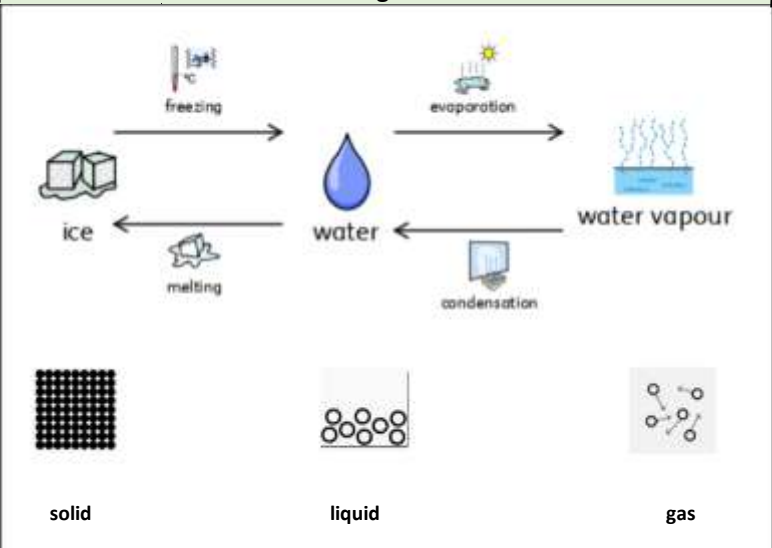 °C
freezing
evaporation
ice
water
water vapour
melting
condensation
solid
liquid
gas